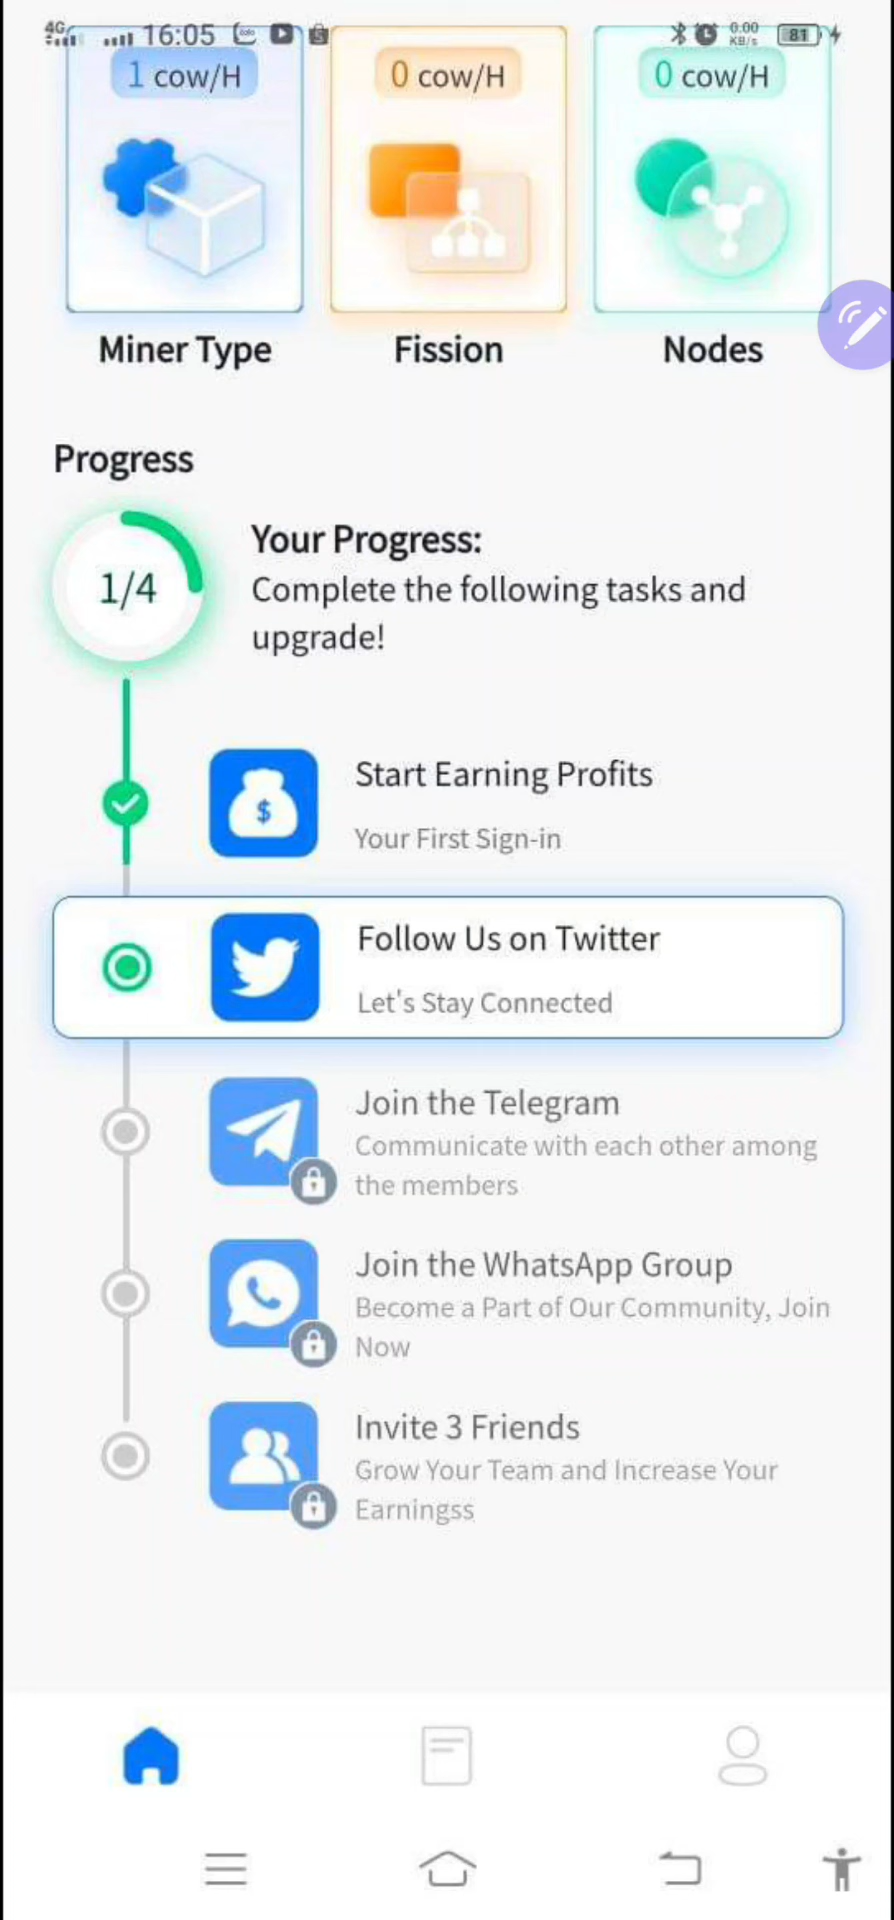 4G 16:05 0.00 KB/s 81
1 cow/H 0 cow/H 0 cow/H
Miner Type Fission Nodes
Progress
1/4
Your Progress:
Complete the following tasks and
upgrade!
$
Start Earning Profits
Your First Sign-in
Follow Us on Twitter
Let's Stay Connected
Join the Telegram
Communicate with each other among
the members
Join the WhatsApp Group
Become a Part of Our Community, Join
Now
Invite 3 Friends
Grow Your Team and Increase Your
Earningss